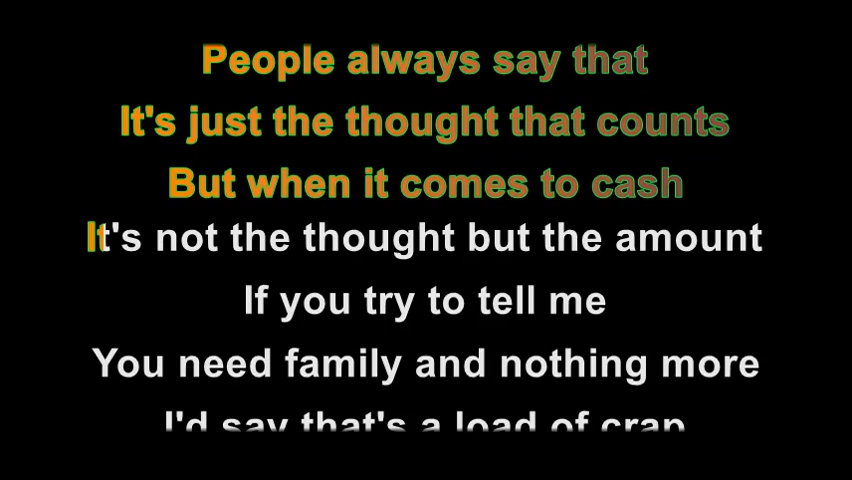 People always say that
It's just the thought that counts
But when it comes to cash
It's not the thought but the amount
If you try to tell me
You need family and nothing more
I'd say that's a load of crap